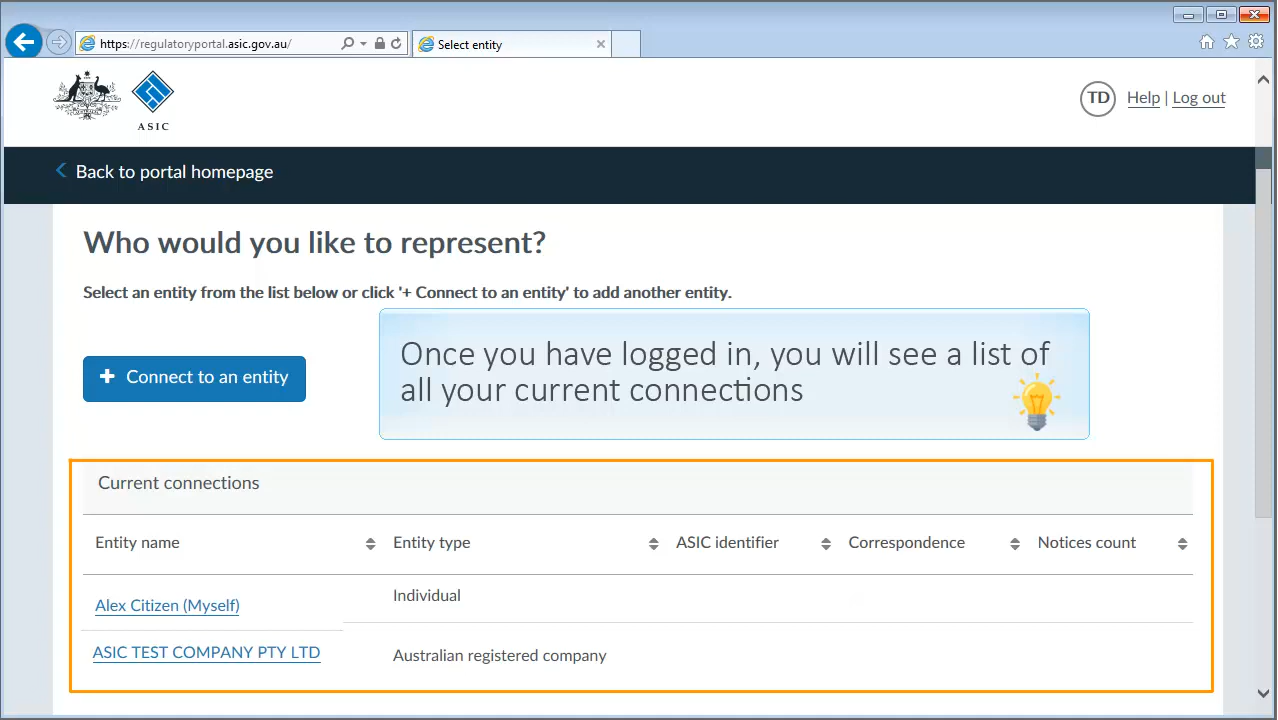 https://regulatoryportal.asic.gov.au/
Select entity
ASIC
TD
Help | Log out
Back to portal homepage
Who would you like to represent?
Select an entity from the list below or click '+ Connect to an entity' to add another entity.
+ Connect to an entity
Once you have logged in, you will see a list of
all your current connections
Current connections
Entity name Entity type ASIC identifier Correspondence Notices count
Alex Citizen (Myself) Individual
ASIC TEST COMPANY PTY LTD Australian registered company